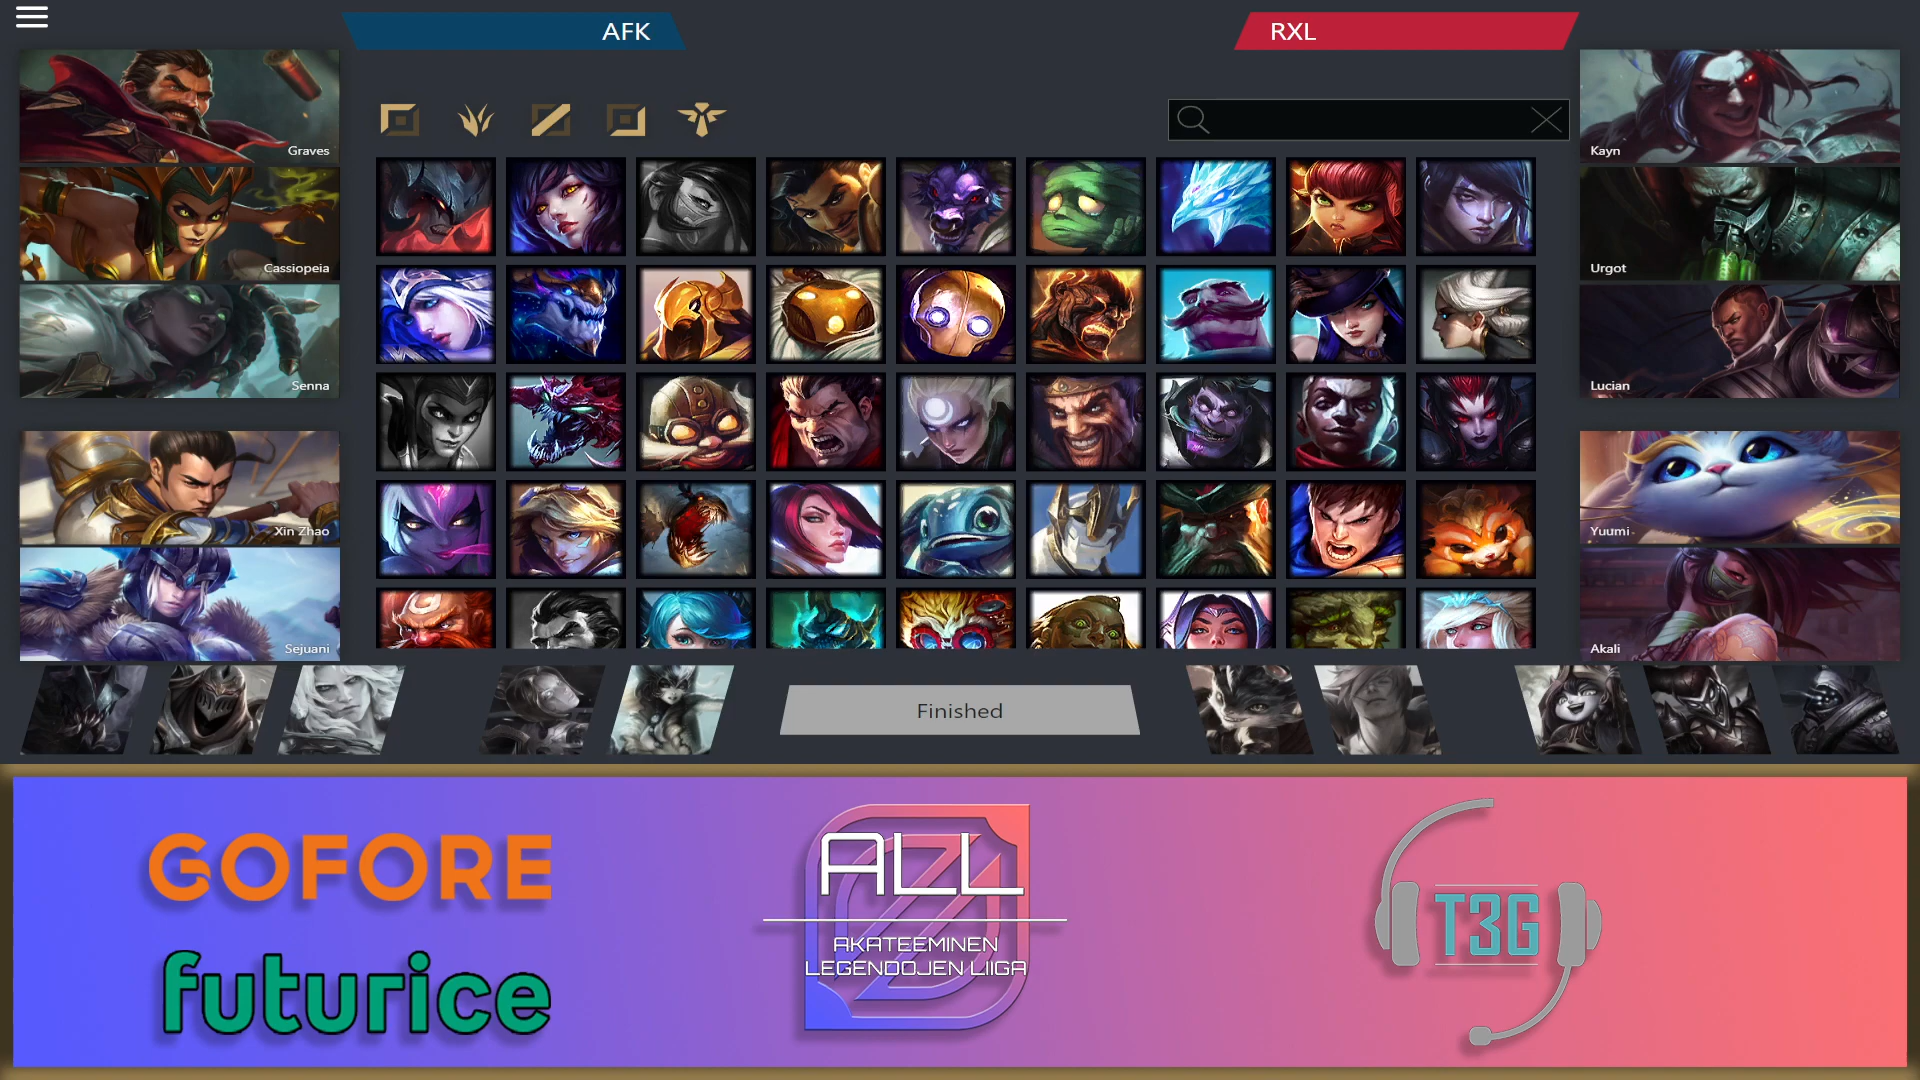 AFK
RXL
Graves
Cassiopeia
Senna
Xin Zhao
Sejuani
Kayn
Urgot
Lucian
Yuumi
Akali
Finished
GOFORE
futurice
ALL
AKATEEMINEN
LEGENDOJEN LIIGA
T3G